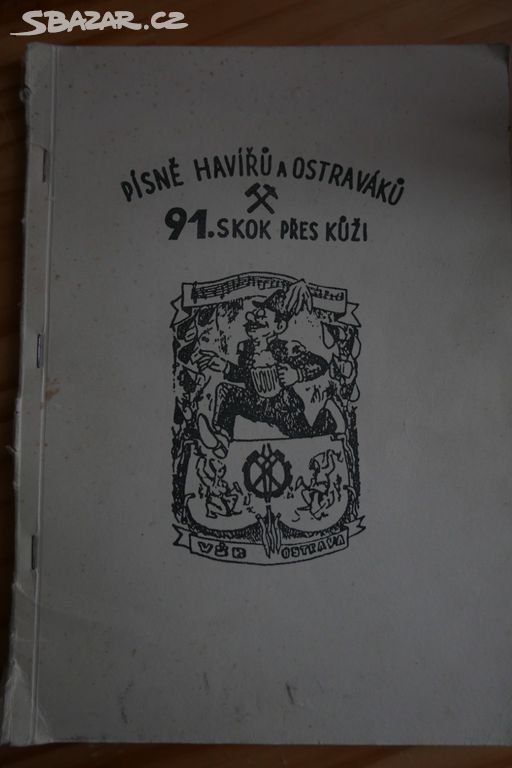 SBAZAR.CZ
PÍSNĚ HAVÍŘŮ A OSTRAVÁKŮ
91. SKOK PŘES KŮŽI
VŠB OSTRAVA